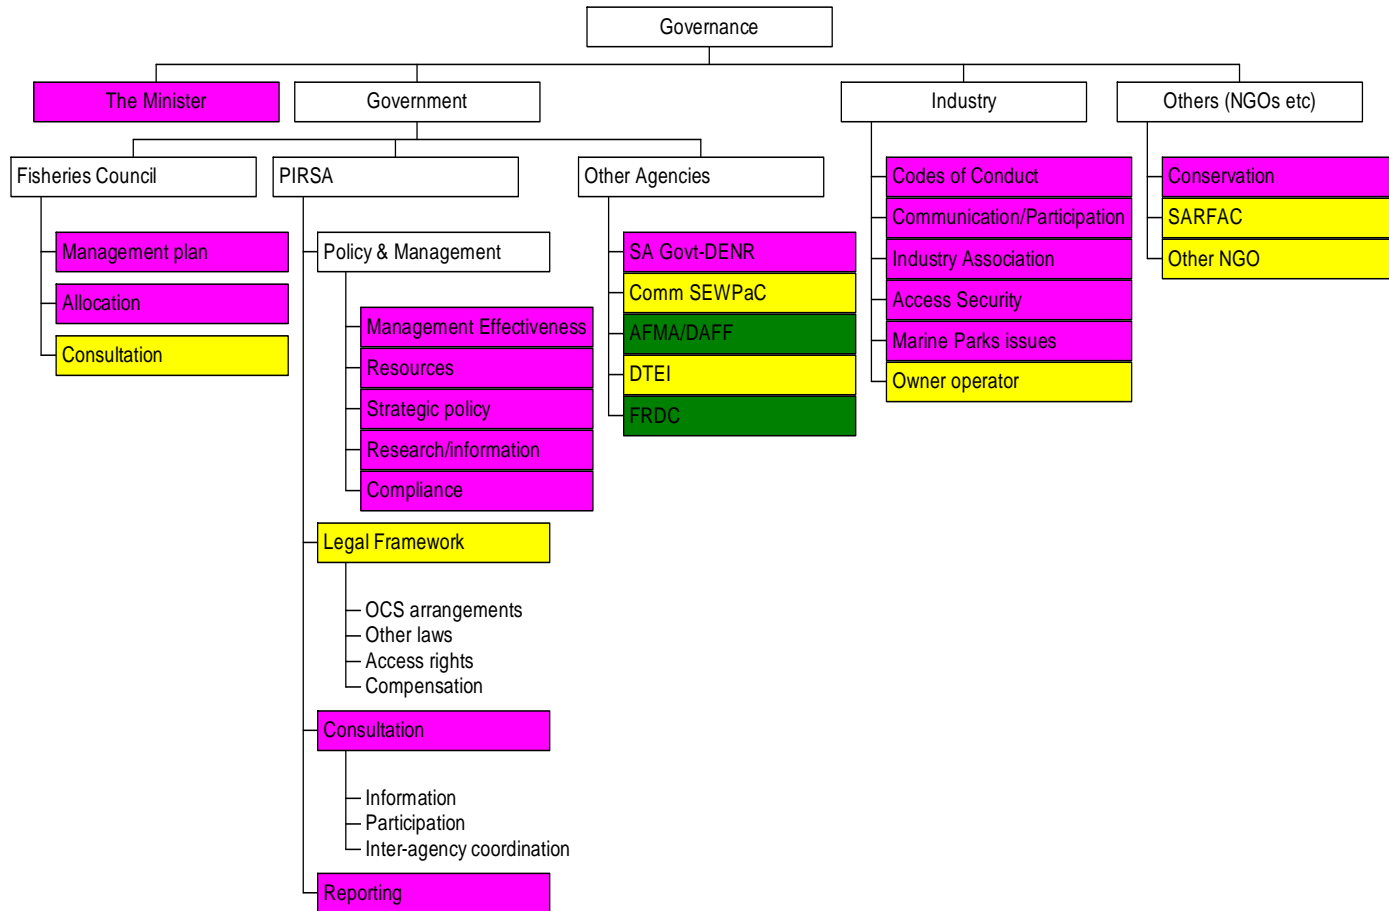 Governance
The Minister
Government
Industry
Others (NGOs etc)
Fisheries Council
PIRSA
Other Agencies
Management plan
Allocation
Consultation
Policy & Management
Management Effectiveness
Resources
Strategic policy
Research/information
Compliance
Legal Framework
OCS arrangements
Other laws
Access rights
Compensation
Consultation
Information
Participation
Inter-agency coordination
Reporting
SA Govt-DENR
Comm SEWPaC
AFMA/DAFF
DTEI
FRDC
Codes of Conduct
Communication/Participation
Industry Association
Access Security
Marine Parks issues
Owner operator
Conservation
SARFAC
Other NGO